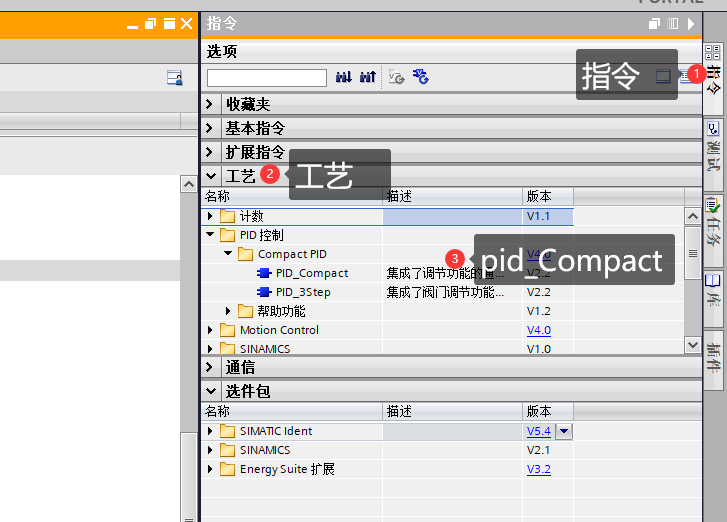 PORTAL
指令
选项
指令
1
指令
收藏夹
基本指令
测试
扩展指令
工艺 2 工艺
名称 描述 版本
计数 V1.1
任务
PID 控制
Compact PID
3 pid_Compact
PID_Compact 集成了调节功能的通... V2.2
PID_3Step 集成了阀门调节功能... V2.2
库
帮助功能 V1.2
Motion Control V4.0
SINAMICS V1.0
插件
通信
选件包
名称 描述 版本
SIMATIC Ident V5.4
SINAMICS V2.1
Energy Suite 扩展 V3.2